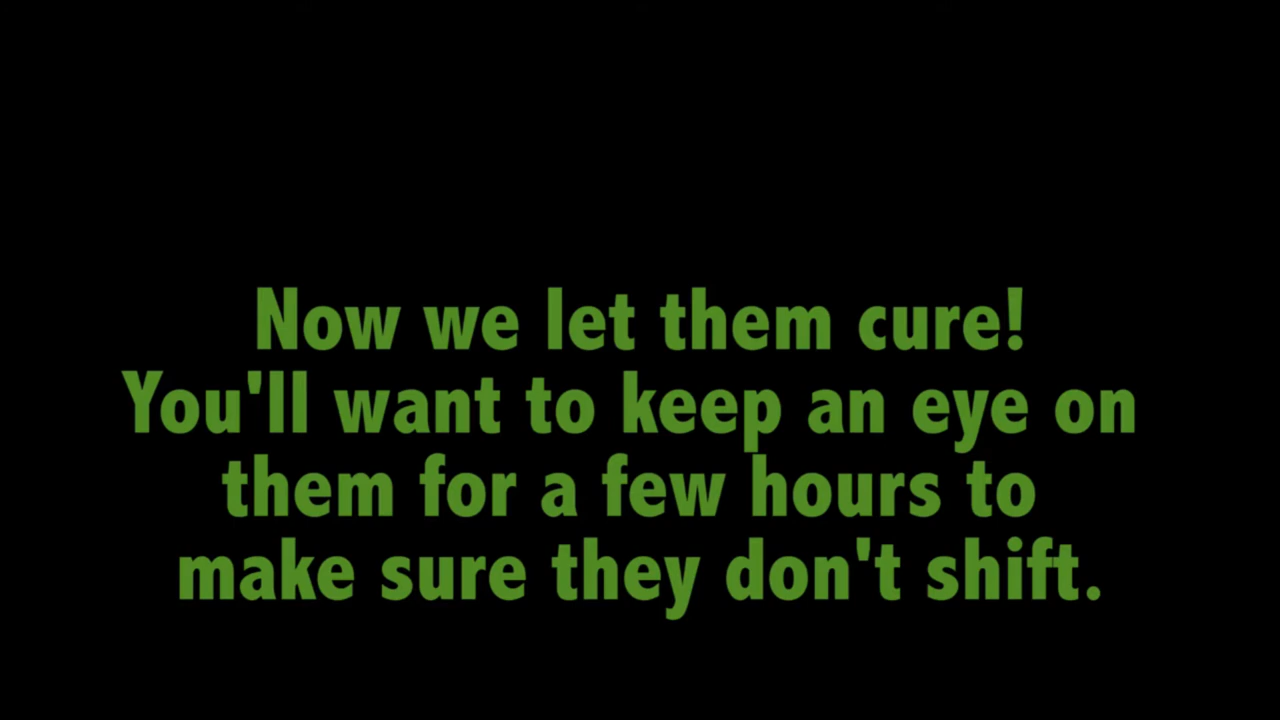 Now we let them cure!
You'll want to keep an eye on
them for a few hours to
make sure they don't shift.